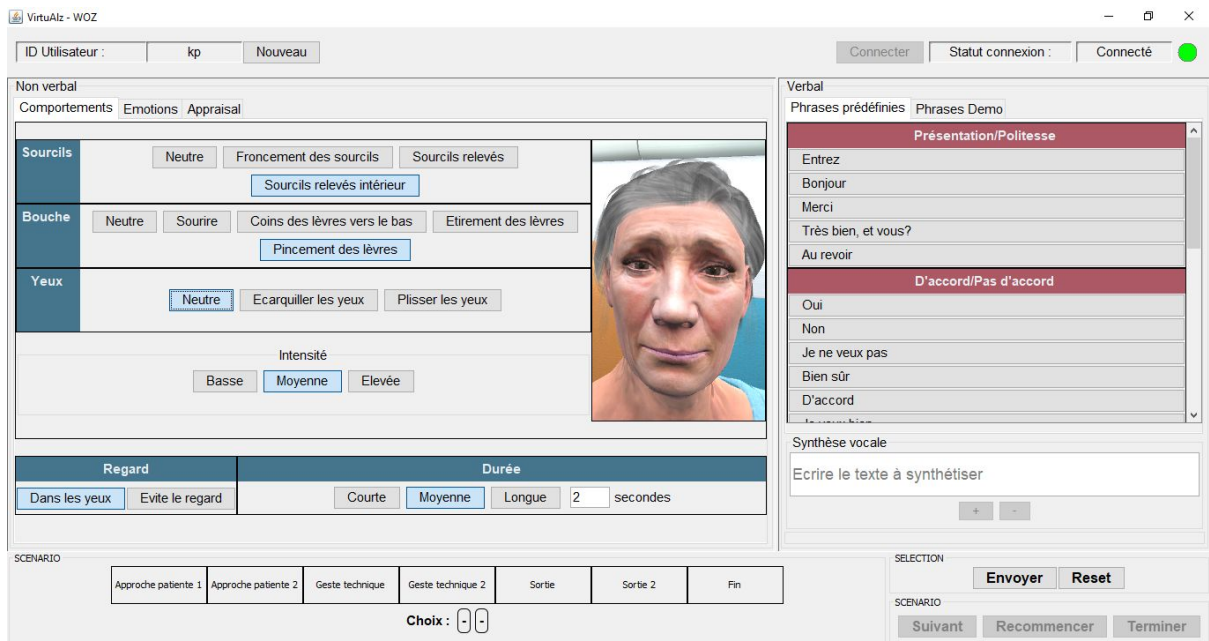 VirtuAlz - WOZ
ID Utilisateur : kp Nouveau Connecter Statut connexion : Connecté
Non verbal
Comportements Emotions Appraisal
Sourcils
Neutre Froncement des sourcils Sourcils relevés
Sourcils relevés intérieur
Bouche
Neutre Sourire Coins des lèvres vers le bas Etirement des lèvres
Pincement des lèvres
Yeux
Neutre Ecarquiller les yeux Plisser les yeux
Intensité
Basse Moyenne Elevée
Regard Durée
Dans les yeux Evite le regard Courte Moyenne Longue 2 secondes
Verbal
Phrases prédéfinies Phrases Demo
Présentation/Politesse
Entrez
Bonjour
Merci
Très bien, et vous?
Au revoir
D'accord/Pas d'accord
Oui
Non
Je ne veux pas
Bien sûr
D'accord
Synthèse vocale
Ecrire le texte à synthétiser
+ -
SCENARIO
Approche patiente 1 Approche patiente 2 Geste technique Geste technique 2 Sortie Sortie 2 Fin
Choix : - -
SELECTION
Envoyer Reset
SCENARIO
Suivant Recommencer Terminer